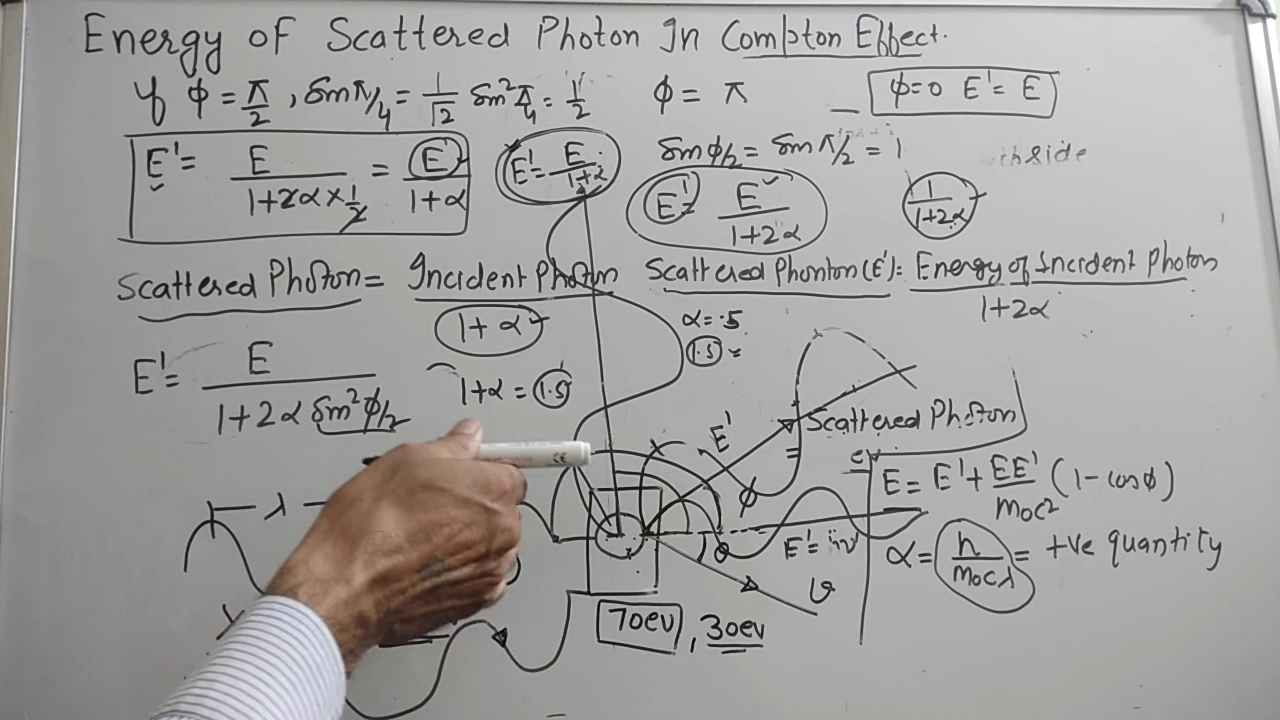 Energy of Scattered Photon In Compton Effect.
If ϕ = π/2 , Sin π/4 = 1/√2 Sin² π/4 = 1/2
ϕ = π
ϕ=0 E' = E
E' = E/(1+2α×1/2) = E/(1+α)
E' = E/(1+α)
Sin ϕ/2 = Sin π/2 = 1
E' = E/(1+2α)
1/(1+2α)
Scattered Photon = Incident Photon/(1+α)
Scattered Phonton (E') = Energy of Incident Photon/(1+2α)
α = .5
1.5
E' = E/(1+2α Sin² ϕ/2)
1+α = 1.5
E'
Scattered Photon
λ
ϕ
θ
E' = hν'
E = E' + EE'/m₀c² (1 - cosϕ)
α = h/m₀cλ = +ve quantity
70eV , 30eV